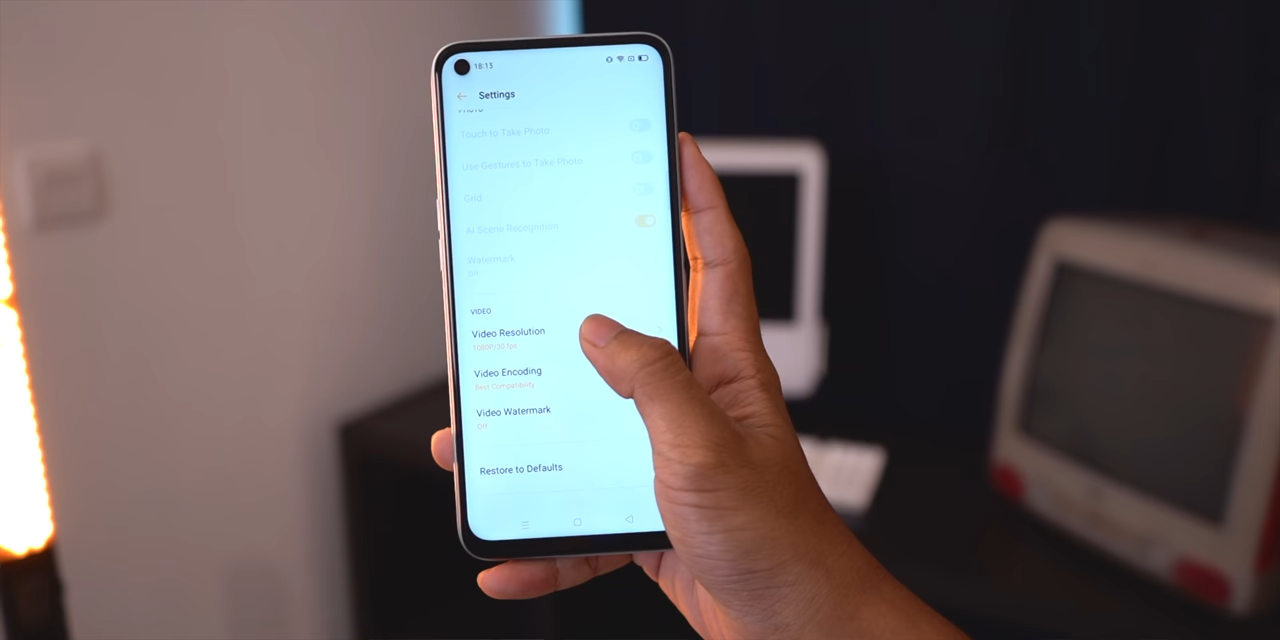 18:13
Settings
PHOTO
Touch to Take Photo
Use Gestures to Take Photo
Grid
AI Scene Recognition
Watermark
Off
VIDEO
Video Resolution
1080P/30 fps
Video Encoding
Best Compatibility
Video Watermark
Off
Restore to Defaults